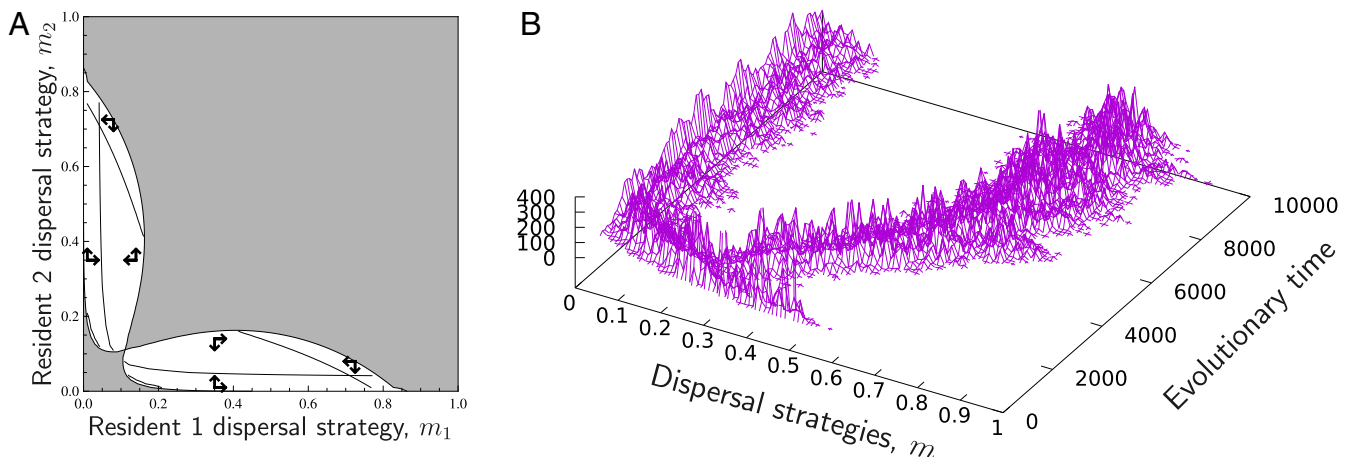 A
Resident 2 dispersal strategy, m2
1.0
0.8
0.6
0.4
0.2
0.0
0.0 0.2 0.4 0.6 0.8 1.0
Resident 1 dispersal strategy, m1
B
400
300
200
100
0
0 0.1 0.2 0.3 0.4 0.5 0.6 0.7 0.8 0.9 1
Dispersal strategies, m
0 2000 4000 6000 8000 10000
Evolutionary time